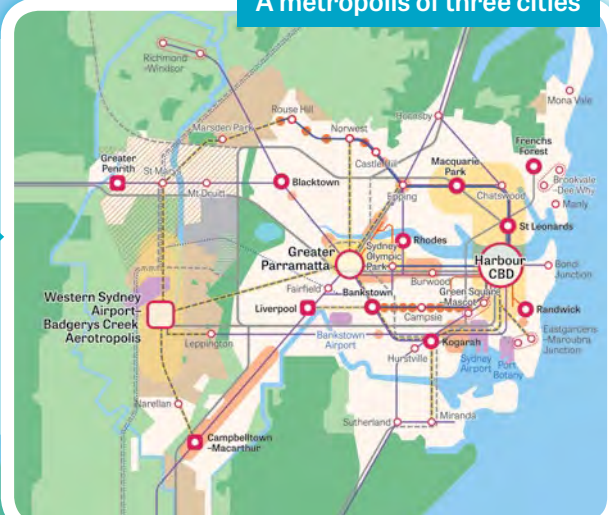 A metropolis of three cities
Richmond
-Windsor
Mona Vale
Rouse Hill
Hornsby
Marsden Park
Norwest
Frenchs
Forest
Greater
Penrith
St Marys
Castle Hill
Macquarie
Park
Brookvale
-Dee Why
Mt Druitt
Blacktown
Epping
Chatswood
Manly
St Leonards
Greater
Parramatta
Sydney
Olympic
Park
Rhodes
Harbour
CBD
Bondi
Junction
Western Sydney
Airport-
Badgerys Creek
Aerotropolis
Fairfield
Bankstown
Burwood
Green Square
-Mascot
Liverpool
Campsie
Randwick
Leppington
Bankstown
Airport
Kogarah
Eastgardens
-Maroubra
Junction
Hurstville
Sydney
Airport
Port
Botany
Narellan
Sutherland
Miranda
Campbelltown
-Macarthur